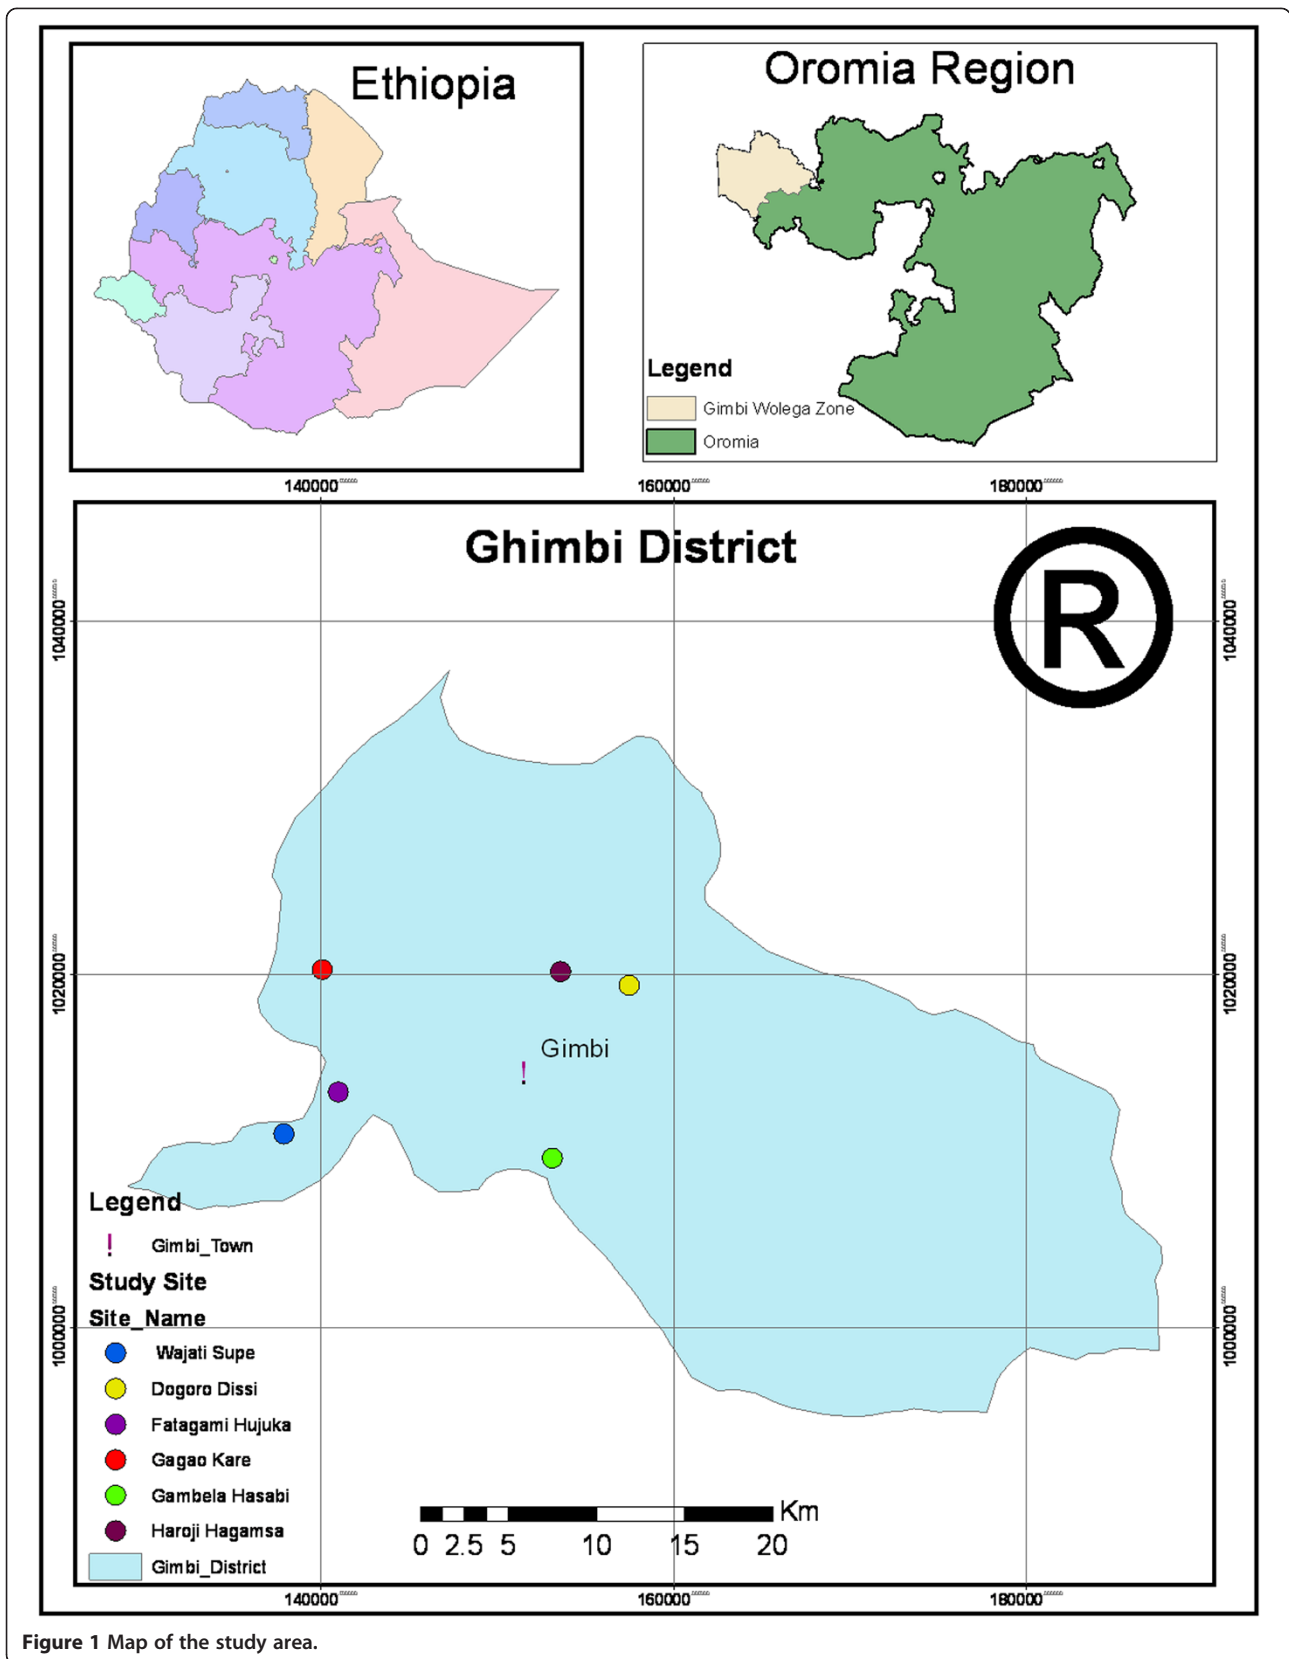 Ethiopia
Oromia Region
Legend
Gimbi Wolega Zone
Oromia
140000
160000
180000
Ghimbi District
R
1040000
1040000
1020000
1020000
Gimbi
!
Legend
! Gimbi_Town
Study Site
Site_Name
1000000
1000000
Wajati Supe
Dogoro Dissi
Fatagami Hujuka
Gagao Kare
Gambela Hasabi
Haroji Hagamsa
Gimbi_District
Km
0 2.5 5 10 15 20
140000
160000
180000
Figure 1 Map of the study area.